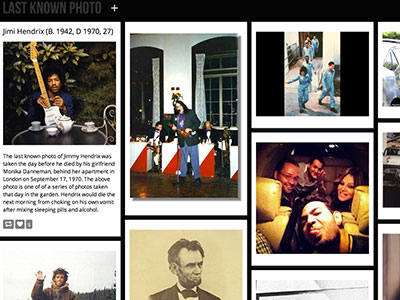 LAST KNOWN PHOTO +
Jimi Hendrix (B. 1942, D 1970, 27)
The last known photo of Jimmy Hendrix was
taken the day before he died by his girlfriend
Monika Danneman, behind her apartment in
London on September 17, 1970. The above
photo is one of of a series of photos taken
that day in the garden. Hendrix would die the
next morning from choking on his own vomit
after mixing sleeping pills and alcohol.